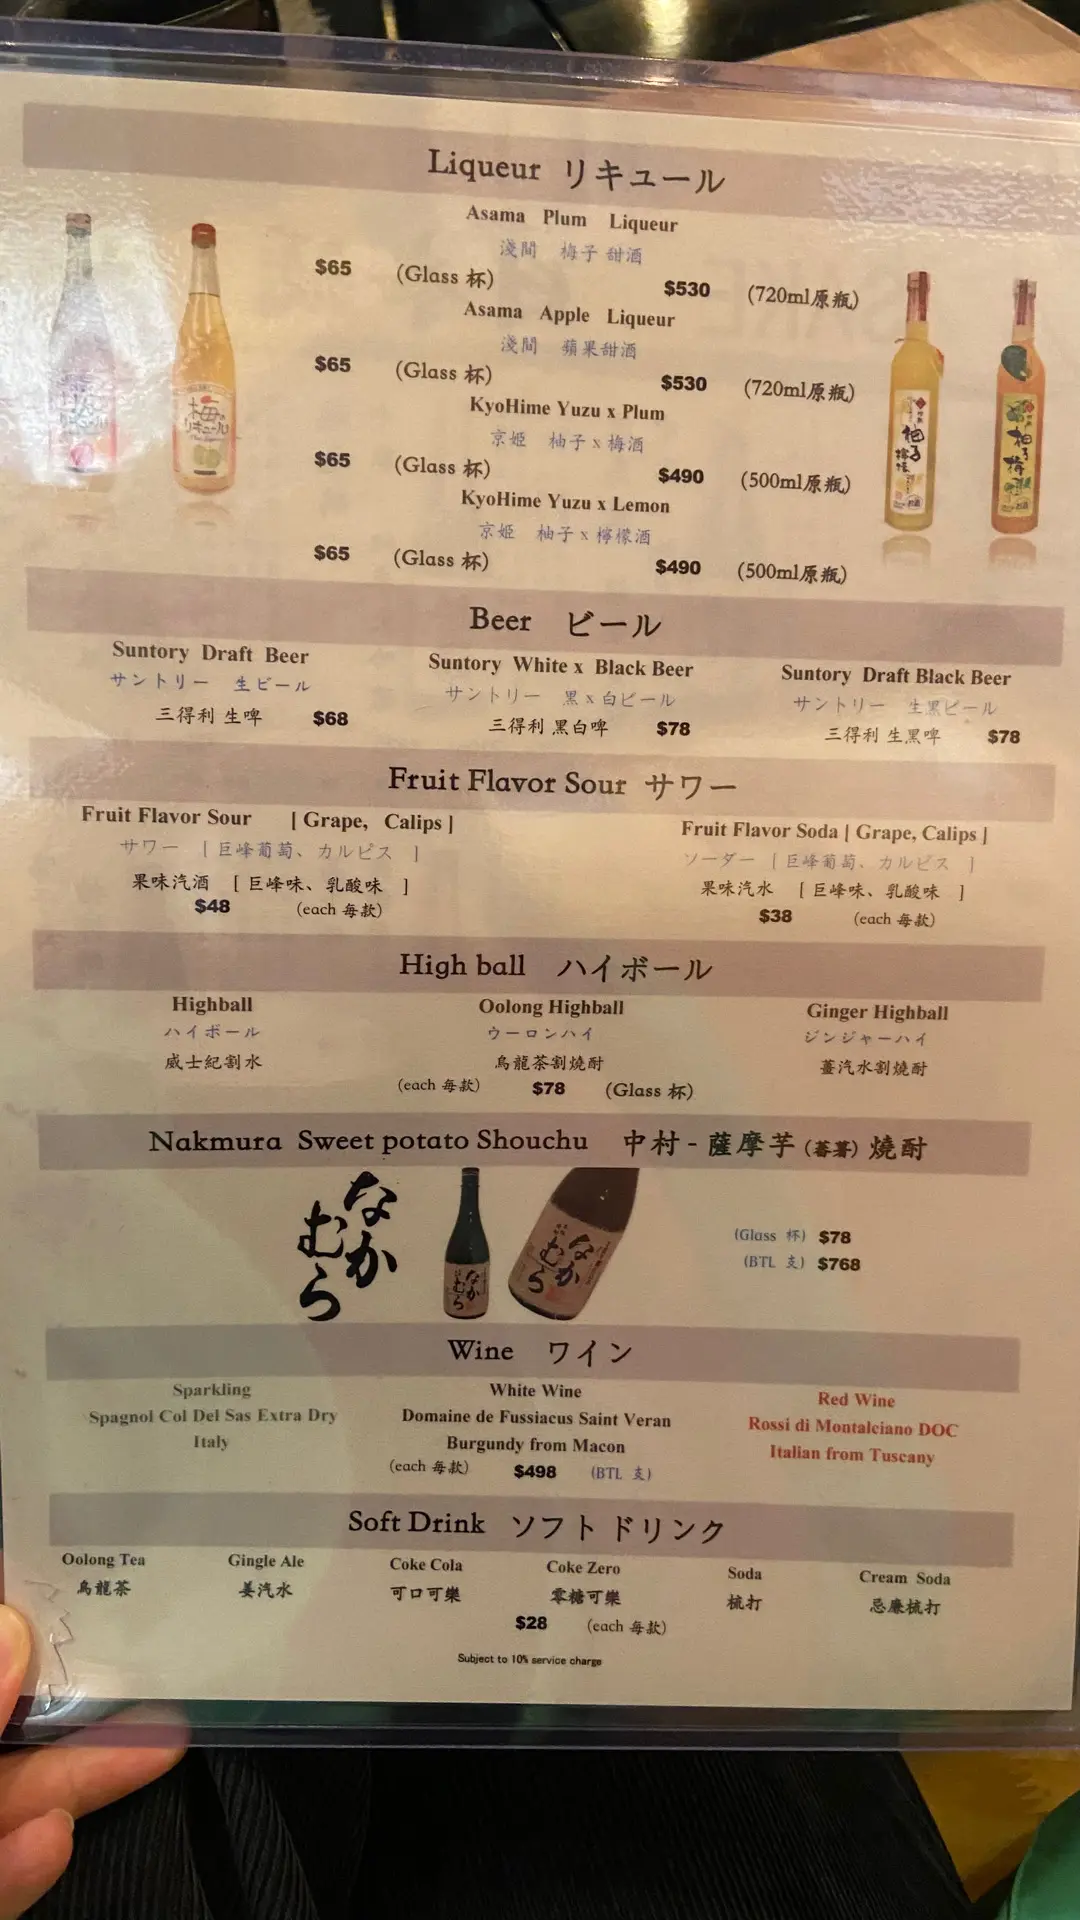 Liqueur リキュール
Asama Plum Liqueur
淺間 梅子甜酒
$65 (Glass 杯) $530 (720ml原瓶)
Asama Apple Liqueur
淺間 蘋果甜酒
$65 (Glass 杯) $530 (720ml原瓶)
KyoHime Yuzu x Plum
京姫 柚子 x 梅酒
$65 (Glass 杯) $490 (500ml原瓶)
KyoHime Yuzu x Lemon
京姫 柚子 x 檸檬酒
$65 (Glass 杯) $490 (500ml原瓶)
梅の
リキュール
Beer ビール
Suntory Draft Beer
サントリー 生ビール
三得利 生啤 $68
Suntory White x Black Beer
サントリー 黒 x 白ビール
三得利 黑白啤 $78
Suntory Draft Black Beer
サントリー 生黒ビール
三得利 生黑啤 $78
Fruit Flavor Sour サワー
Fruit Flavor Sour [ Grape, Calips ]
サワー [ 巨峰葡萄、カルピス ]
果味汽酒 [ 巨峰味、乳酸味 ]
$48 (each 每款)
Fruit Flavor Soda [ Grape, Calips ]
ソーダー [ 巨峰葡萄、カルピス ]
果味汽水 [ 巨峰味、乳酸味 ]
$38 (each 每款)
High ball ハイボール
Highball
ハイボール
威士紀割水
Oolong Highball
ウーロンハイ
烏龍茶割焼酎
Ginger Highball
ジンジャーハイ
薑汽水割燒酎
(each 每款) $78 (Glass 杯)
Nakmura Sweet potato Shouchu 中村 - 薩摩芋 (蕃薯) 燒酎
なか
むら
なか
むら
なか
むら
(Glass 杯) $78
(BTL 支) $768
Wine ワイン
Sparkling
Spagnol Col Del Sas Extra Dry
Italy
White Wine
Domaine de Fussiacus Saint Veran
Burgundy from Macon
Red Wine
Rossi di Montalciano DOC
Italian from Tuscany
(each 每款) $498 (BTL 支)
Soft Drink ソフトドリンク
Oolong Tea
烏龍茶
Gingle Ale
姜汽水
Coke Cola
可口可樂
Coke Zero
零糖可樂
Soda
梳打
Cream Soda
忌廉梳打
$28 (each 每款)
Subject to 10% service charge